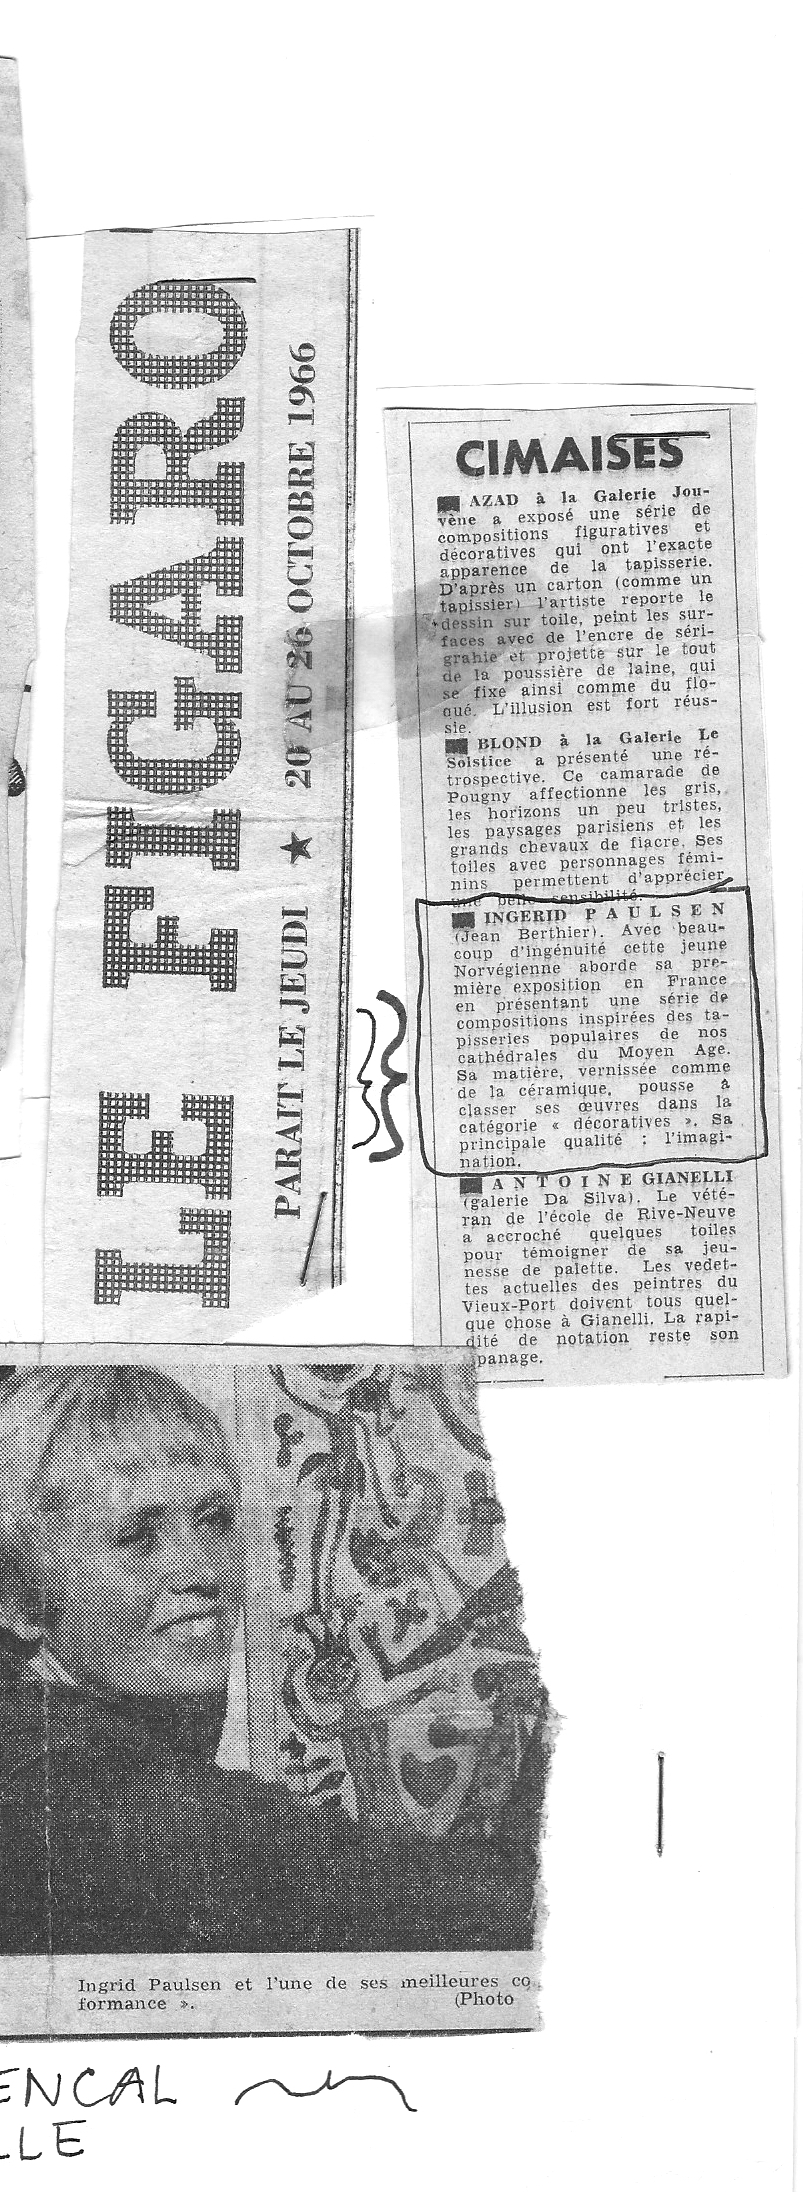 LE FIGARO
PARAIT LE JEUDI ★ 20 AU 26 OCTOBRE 1966
CIMAISES
AZAD à la Galerie Jou-
vène a exposé une série de
compositions figuratives et
décoratives qui ont l'exacte
apparence de la tapisserie.
D'après un carton (comme un
tapissier) l'artiste reporte le
dessin sur toile, peint les sur-
faces avec de l'encre de séri-
grahie et projette sur le tout
de la poussière de laine, qui
se fixe ainsi comme du flo-
qué. L'illusion est fort réus-
sie.
BLOND à la Galerie Le
Solstice a présenté une ré-
trospective. Ce camarade de
Pougny affectionne les gris,
les horizons un peu tristes,
les paysages parisiens et les
grands chevaux de fiacre. Ses
toiles avec personnages fémi-
nins permettent d'apprécier
une belle sensibilité.
INGERID PAULSEN
(Jean Berthier). Avec beau-
coup d'ingénuité cette jeune
Norvégienne aborde sa pre-
mière exposition en France
en présentant une série de
compositions inspirées des ta-
pisseries populaires de nos
cathédrales du Moyen Age.
Sa matière, vernissée comme
de la céramique, pousse à
classer ses œuvres dans la
catégorie « décoratives ». Sa
principale qualité : l'imagi-
nation.
ANTOINE GIANELLI
(galerie Da Silva). Le vété-
ran de l'école de Rive-Neuve
a accroché quelques toiles
pour témoigner de sa jeu-
nesse de palette. Les vedet-
tes actuelles des peintres du
Vieux-Port doivent tous quel-
que chose à Gianelli. La rapi-
dité de notation reste son
panage.
Ingrid Paulsen et l'une de ses meilleures co
formance ». (Photo
ENCAL
LLE